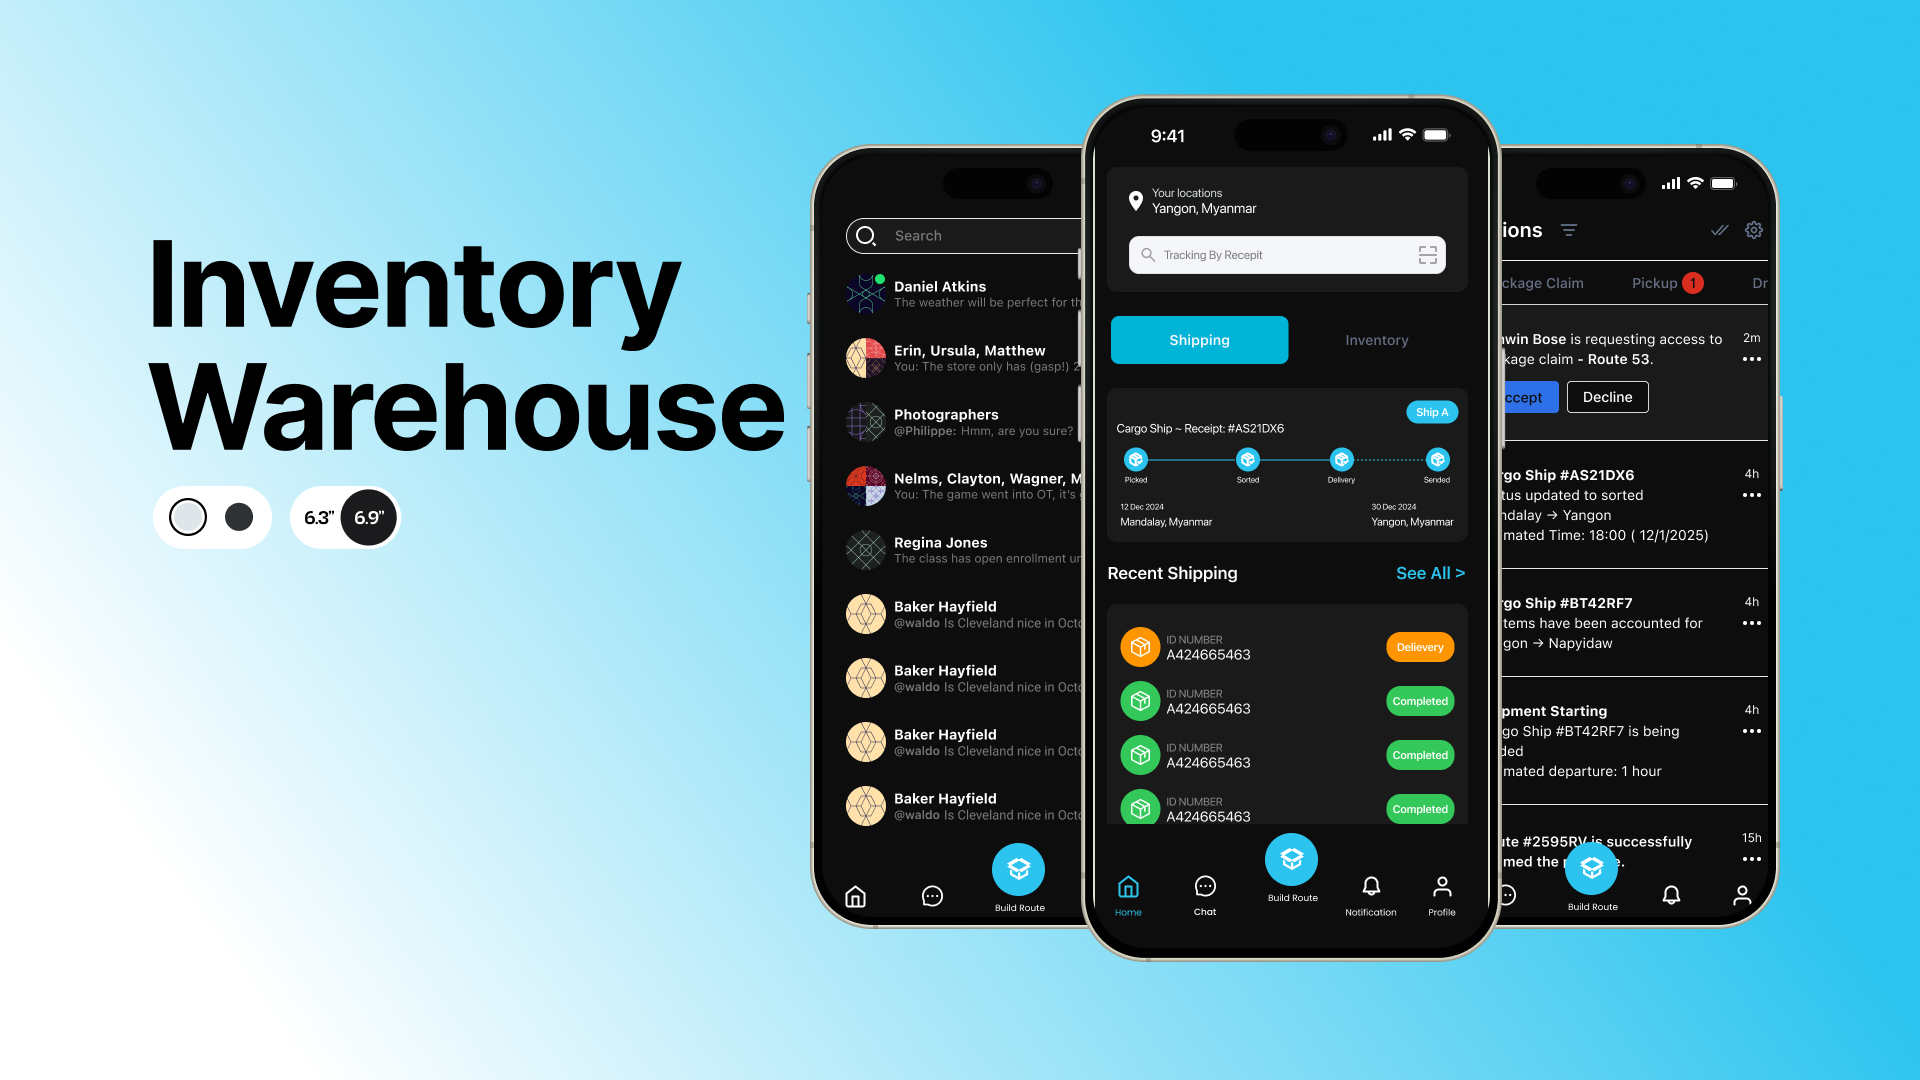 Inventory
Warehouse
6.3”
6.9”
Search
Daniel Atkins
The weather will be perfect for th
Erin, Ursula, Matthew
You: The store only has (gasp!) 2
Photographers
@Philippe: Hmm, are you sure?
Nelms, Clayton, Wagner, M
You: The game went into OT, it's
Regina Jones
The class has open enrollment un
Baker Hayfield
@waldo Is Cleveland nice in Octo
Baker Hayfield
@waldo Is Cleveland nice in Octo
Baker Hayfield
@waldo Is Cleveland nice in Octo
Baker Hayfield
@waldo Is Cleveland nice in Octo
Build Route
9:41
Your locations
Yangon, Myanmar
Tracking By Recepit
Shipping
Inventory
Ship A
Cargo Ship ~ Receipt: #AS21DX6
Picked
Sorted
Delivery
Sended
12 Dec 2024
30 Dec 2024
Mandalay, Myanmar
Yangon, Myanmar
Recent Shipping
See All >
ID NUMBER
A424665463
Delievery
ID NUMBER
A424665463
Completed
ID NUMBER
A424665463
Completed
ID NUMBER
A424665463
Completed
Home
Chat
Build Route
Notification
Profile
ions
ckage Claim
Pickup
1
Dr
win Bose is requesting access to
2m
kage claim - Route 53.
ccept
Decline
rgo Ship #AS21DX6
4h
tus updated to sorted
ndalay → Yangon
mated Time: 18:00 ( 12/1/2025)
rgo Ship #BT42RF7
4h
tems have been accounted for
gon → Napyidaw
pment Starting
4h
go Ship #BT42RF7 is being
ded
mated departure: 1 hour
ute #2595RV is successfully
15h
med the
Build Route